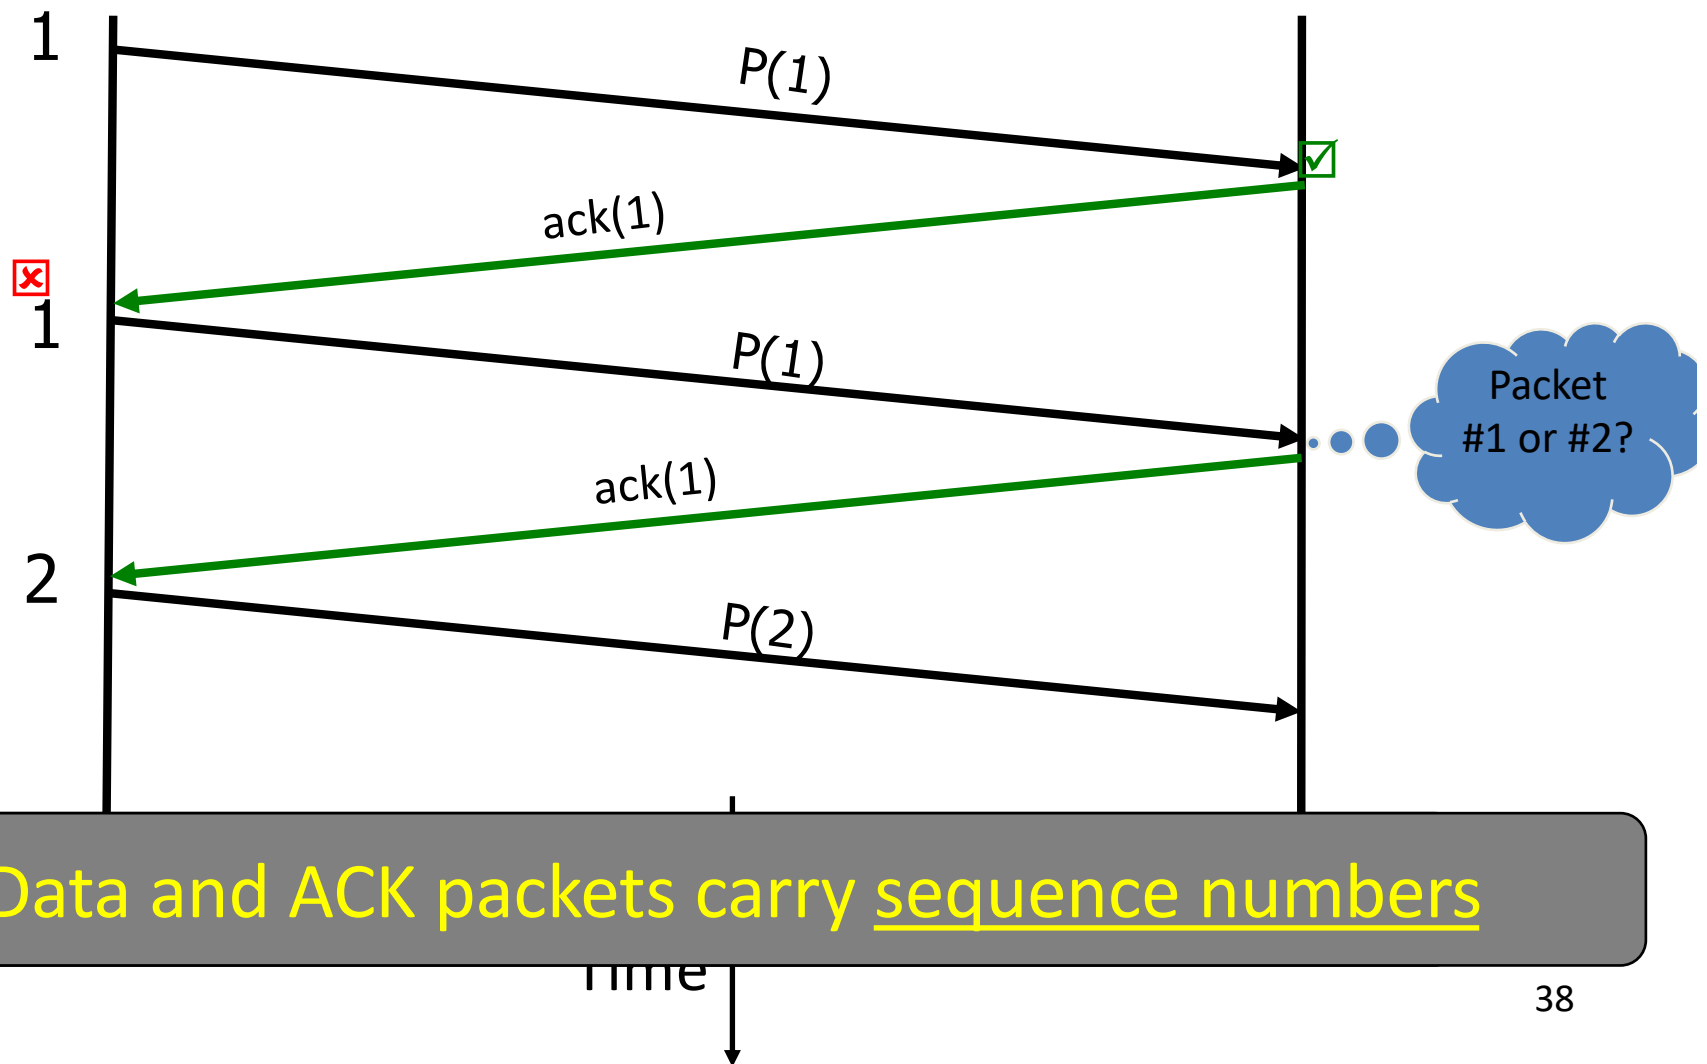 1
P(1)
ack(1)
1
P(1)
Packet
#1 or #2?
ack(1)
2
P(2)
Data and ACK packets carry sequence numbers
Time
38